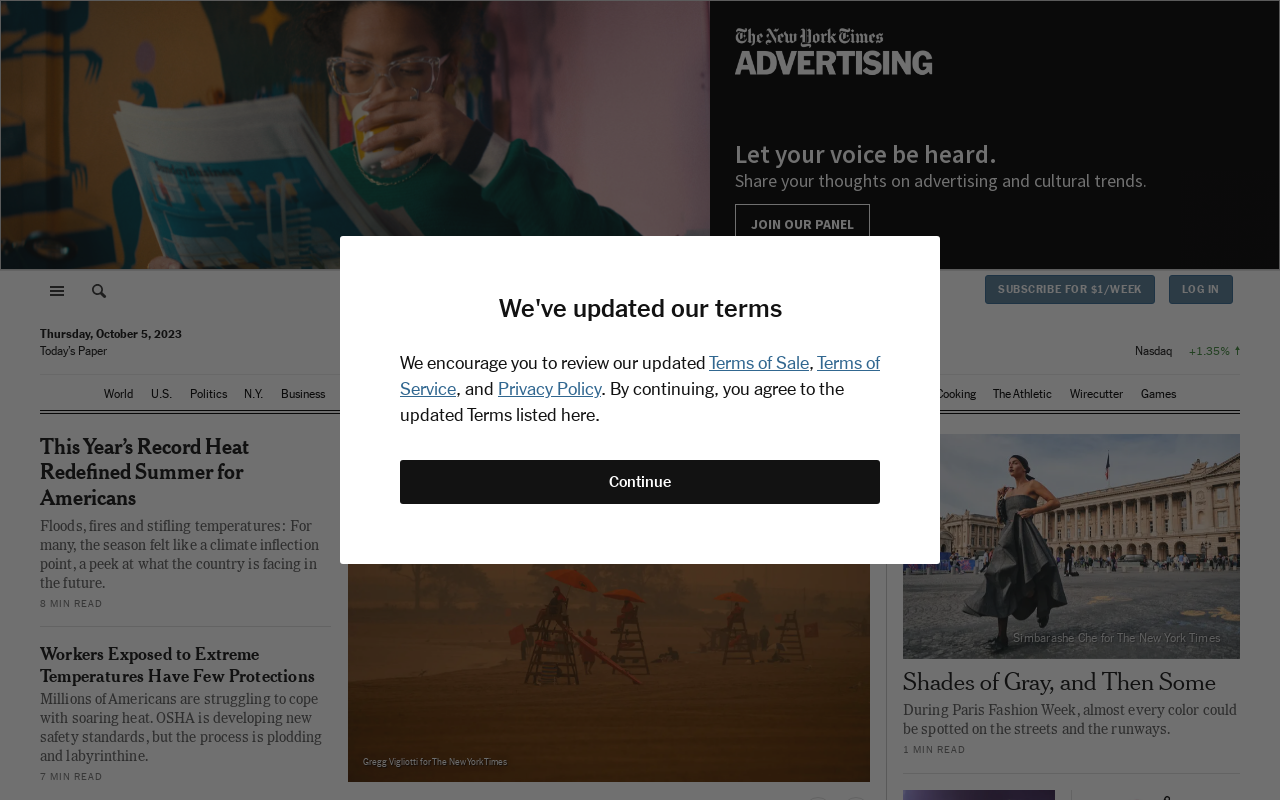 The New York Times
ADVERTISING
Let your voice be heard.
Share your thoughts on advertising and cultural trends.
JOIN OUR PANEL
SUBSCRIBE FOR $1/WEEK
LOG IN
Thursday, October 5, 2023
Today's Paper
Nasdaq +1.35%
World U.S. Politics N.Y. Business
Cooking The Athletic Wirecutter Games
We've updated our terms
We encourage you to review our updated Terms of Sale, Terms of
Service, and Privacy Policy. By continuing, you agree to the
updated Terms listed here.
Continue
This Year's Record Heat
Redefined Summer for
Americans
Floods, fires and stifling temperatures: For
many, the season felt like a climate inflection
point, a peek at what the country is facing in
the future.
8 MIN READ
Workers Exposed to Extreme
Temperatures Have Few Protections
Millions of Americans are struggling to cope
with soaring heat. OSHA is developing new
safety standards, but the process is plodding
and labyrinthine.
7 MIN READ
Gregg Vigliotti for The New York Times
Simbarashe Che for The New York Times
Shades of Gray, and Then Some
During Paris Fashion Week, almost every color could
be spotted on the streets and the runways.
1 MIN READ